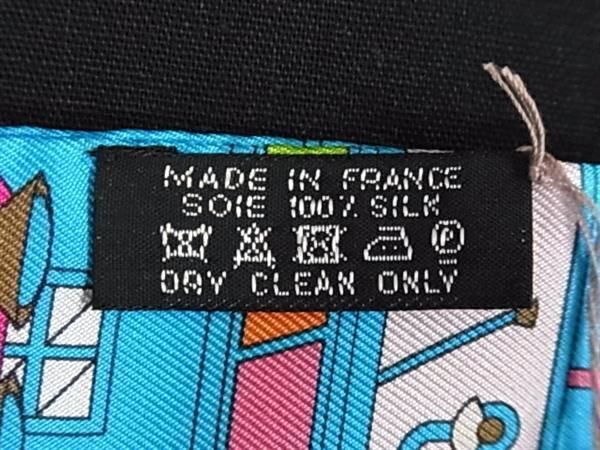 MADE IN FRANCE
SOIE 100% SILK
P
DRY CLEAN ONLY